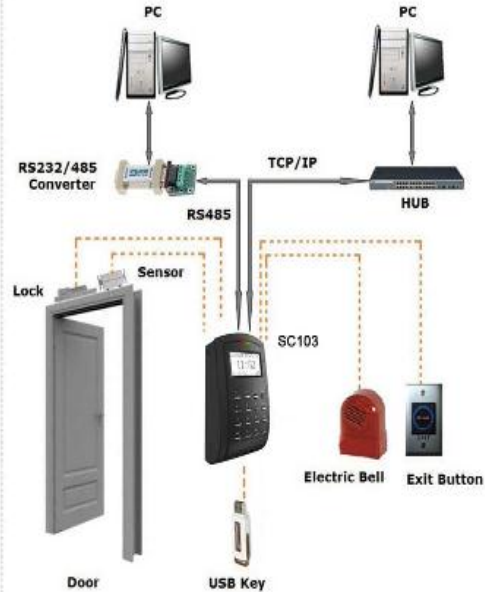 PC
PC
RS232/485
Converter
TCP/IP
HUB
RS485
Sensor
Lock
SC103
Electric Bell
Exit Button
Door
USB Key